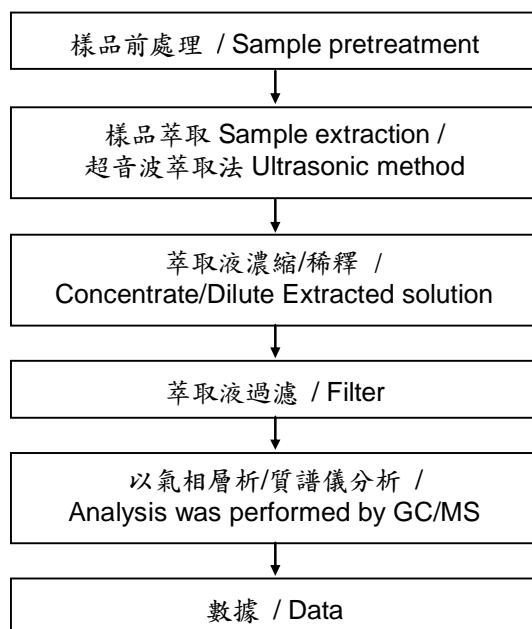 樣品前處理 / Sample pretreatment
樣品萃取 Sample extraction /
超音波萃取法 Ultrasonic method
萃取液濃縮/稀釋 /
Concentrate/Dilute Extracted solution
萃取液過濾 / Filter
以氣相層析/質譜儀分析 /
Analysis was performed by GC/MS
數據 / Data